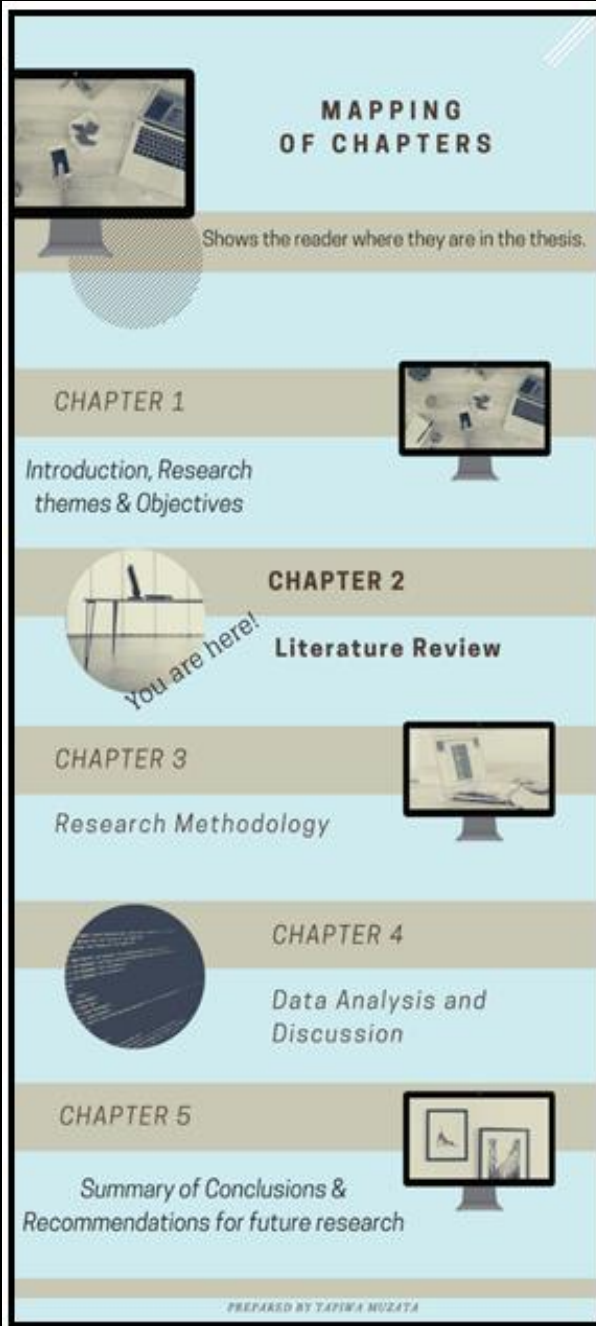 MAPPING
OF CHAPTERS
Shows the reader where they are in the thesis.
CHAPTER 1
Introduction, Research
themes & Objectives
CHAPTER 2
Literature Review
You are here!
CHAPTER 3
Research Methodology
CHAPTER 4
Data Analysis and
Discussion
CHAPTER 5
Summary of Conclusions &
Recommendations for future research
PREPARED BY TAPIWA MUZATA